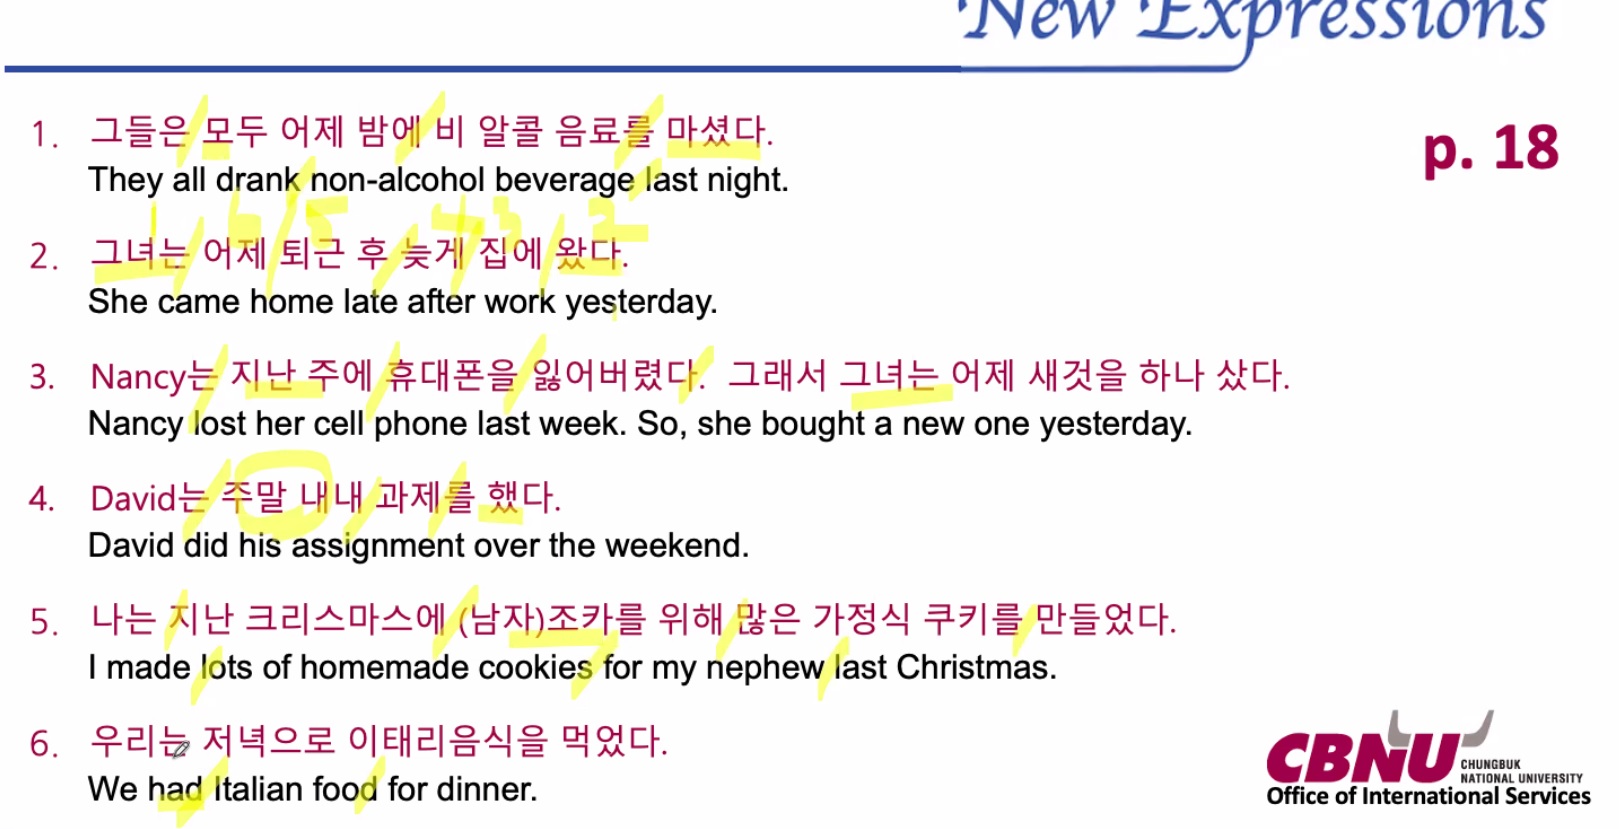 New Expressions
p. 18
1. 그들은 모두 어제 밤에 비 알콜 음료를 마셨다.
They all drank non-alcohol beverage last night.
2. 그녀는 어제 퇴근 후 늦게 집에 왔다.
She came home late after work yesterday.
3. Nancy는 지난 주에 휴대폰을 잃어버렸다. 그래서 그녀는 어제 새것을 하나 샀다.
Nancy lost her cell phone last week. So, she bought a new one yesterday.
4. David는 주말 내내 과제를 했다.
David did his assignment over the weekend.
5. 나는 지난 크리스마스에 (남자)조카를 위해 많은 가정식 쿠키를 만들었다.
I made lots of homemade cookies for my nephew last Christmas.
6. 우리는 저녁으로 이태리음식을 먹었다.
We had Italian food for dinner.
CBNU CHUNGBUK
NATIONAL UNIVERSITY
Office of International Services